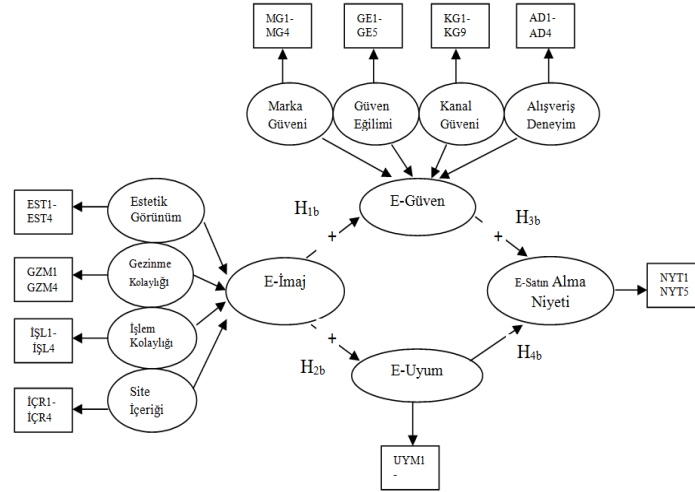 MG1-
MG4
GE1-
GE5
KG1-
KG9
AD1-
AD4
Marka
Güveni
Güven
Eğilimi
Kanal
Güveni
Alışveriş
Deneyim
EST1-
EST4
Estetik
Görünüm
H1b
E-Güven
H3b
+
+
GZM1
GZM4
Gezinme
Kolaylığı
E-İmaj
E-Satın Alma
Niyeti
NYT1
NYT5
İŞL1-
İŞL4
İşlem
Kolaylığı
+
H2b
E-Uyum
H4b
İÇR1-
İÇR4
Site
İçeriği
UYM1
-